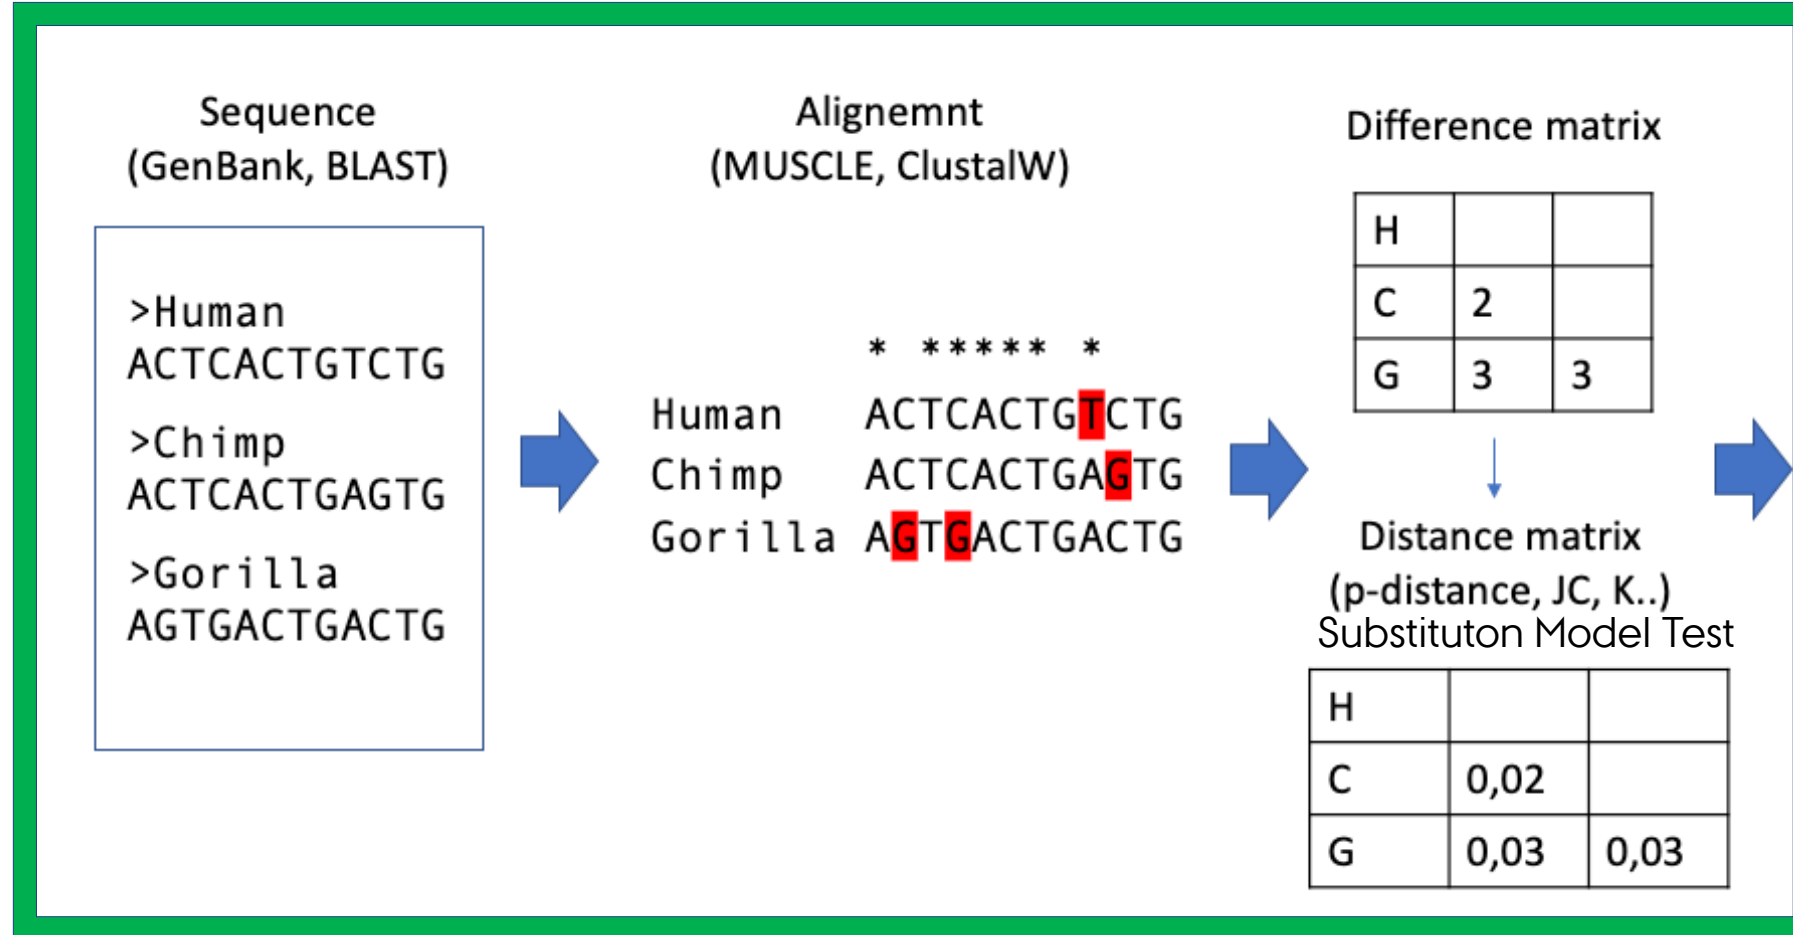 Sequence
(GenBank, BLAST)
>Human
ACTCACTGTCTG
>Chimp
ACTCACTGAGTG
>Gorilla
AGTGACTGACTG
Alignemnt
(MUSCLE, ClustalW)
* ***** *
Human ACTCACTGTCTG
Chimp ACTCACTGAGTG
Gorilla AGTGACTGACTG
Difference matrix
H
C 2
G 3 3
Distance matrix
(p-distance, JC, K..)
Substituton Model Test
H
C 0,02
G 0,03 0,03